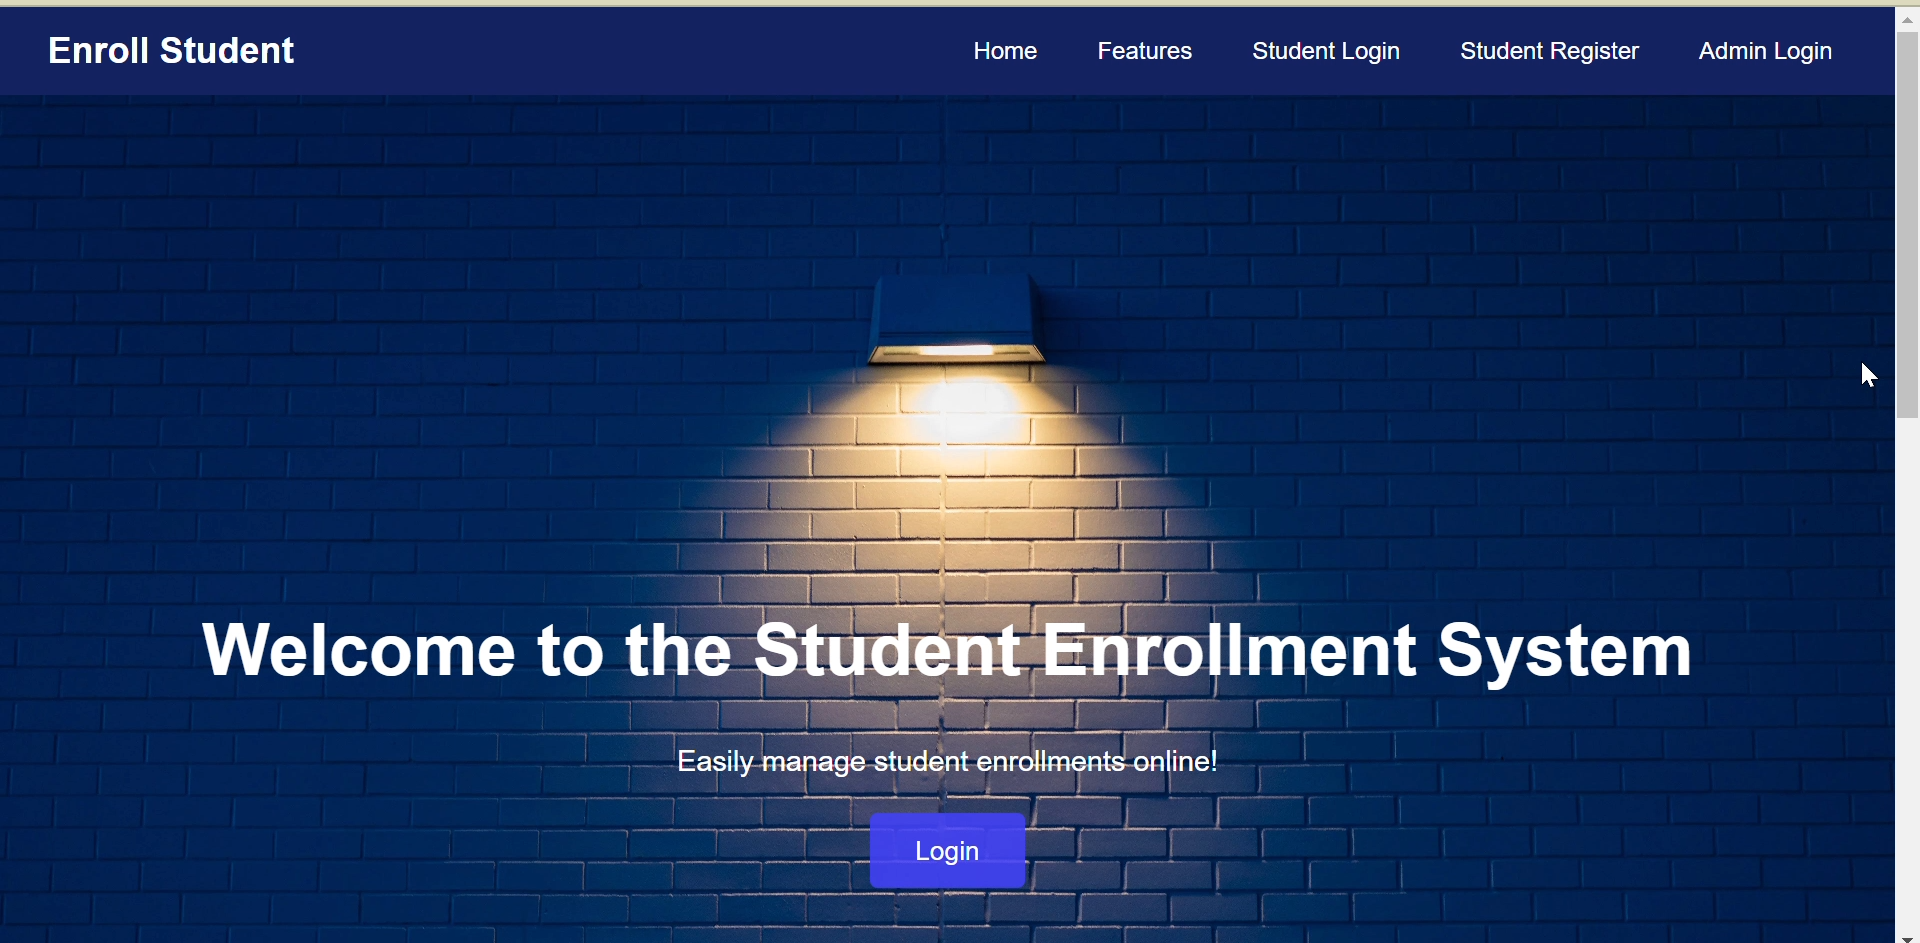 Enroll Student
Home
Features
Student Login
Student Register
Admin Login
Welcome to the Student Enrollment System
Easily manage student enrollments online!
Login